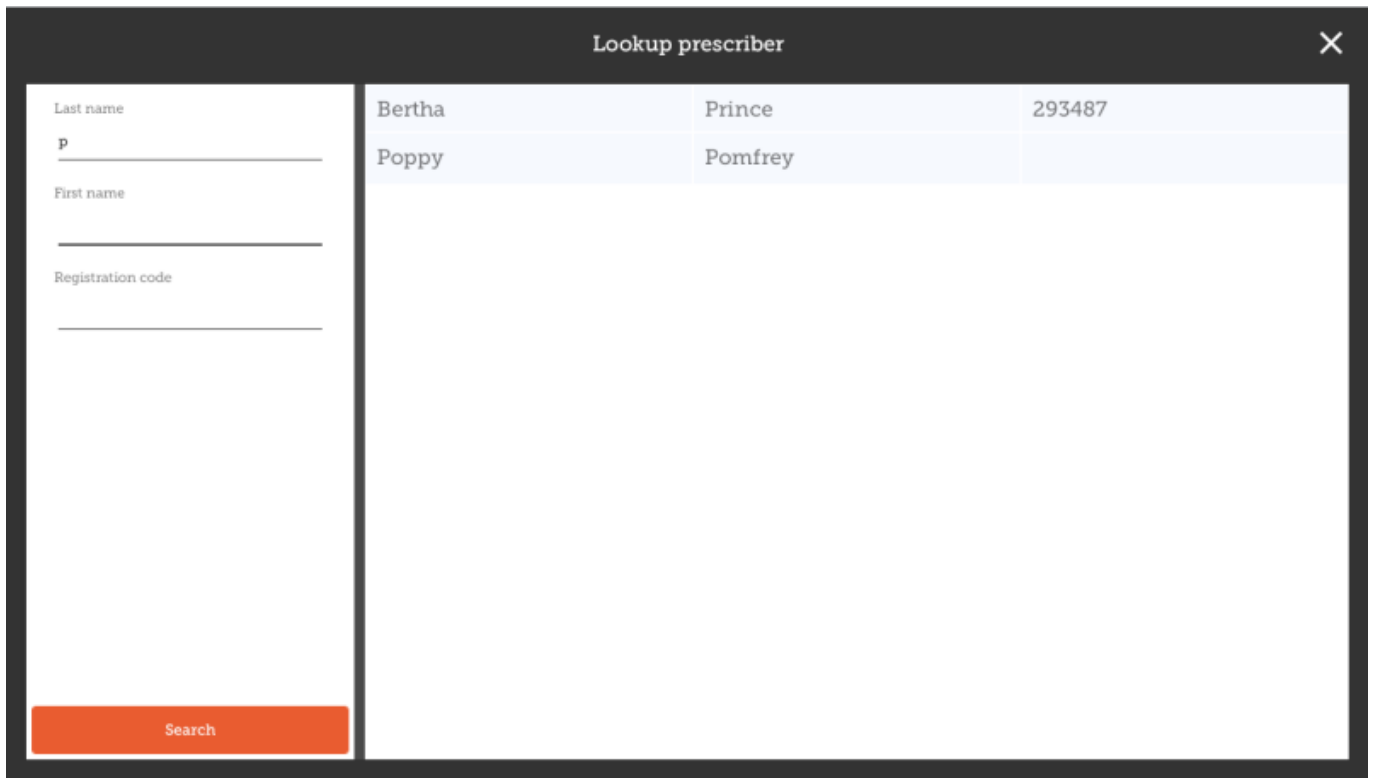 Lookup prescriber
Last name
p
First name
Registration code
Search
Bertha Prince 293487
Poppy Pomfrey